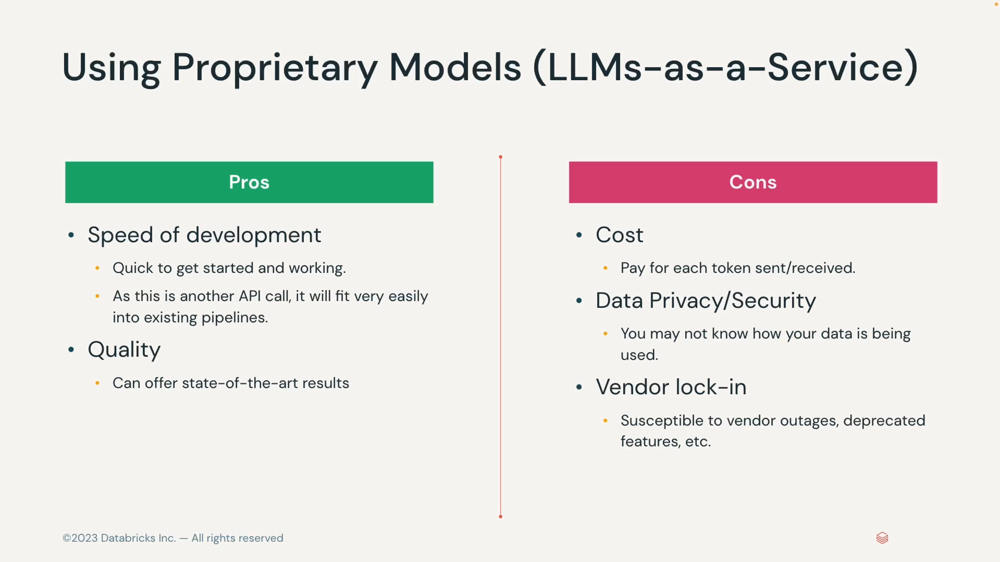 Using Proprietary Models (LLMs-as-a-Service)
Pros
• Speed of development
• Quick to get started and working.
• As this is another API call, it will fit very easily
into existing pipelines.
• Quality
• Can offer state-of-the-art results
Cons
• Cost
• Pay for each token sent/received.
• Data Privacy/Security
• You may not know how your data is being
used.
• Vendor lock-in
• Susceptible to vendor outages, deprecated
features, etc.
©2023 Databricks Inc. — All rights reserved